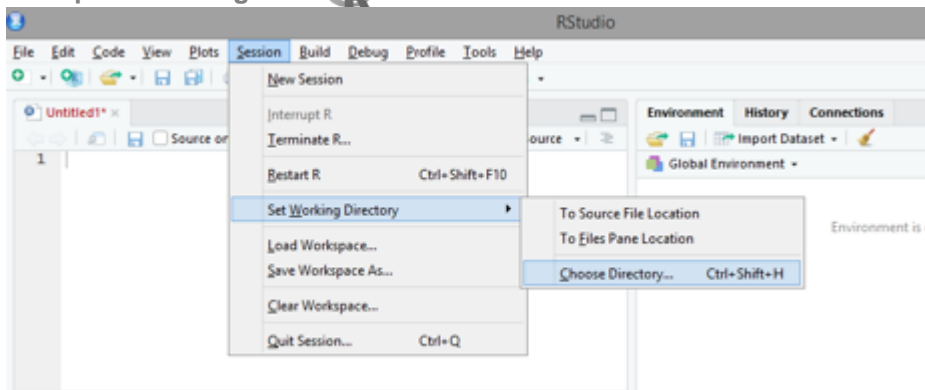 RStudio
File Edit Code View Plots Session Build Debug Profile Tools Help
New Session
Interrupt R
Terminate R...
Restart R Ctrl+Shift+F10
Set Working Directory
Load Workspace...
Save Workspace As...
Clear Workspace...
Quit Session... Ctrl+Q
To Source File Location
To Files Pane Location
Choose Directory... Ctrl+Shift+H
Untitled1*
Source on
1
ource
Environment History Connections
Import Dataset
Global Environment
Environment is